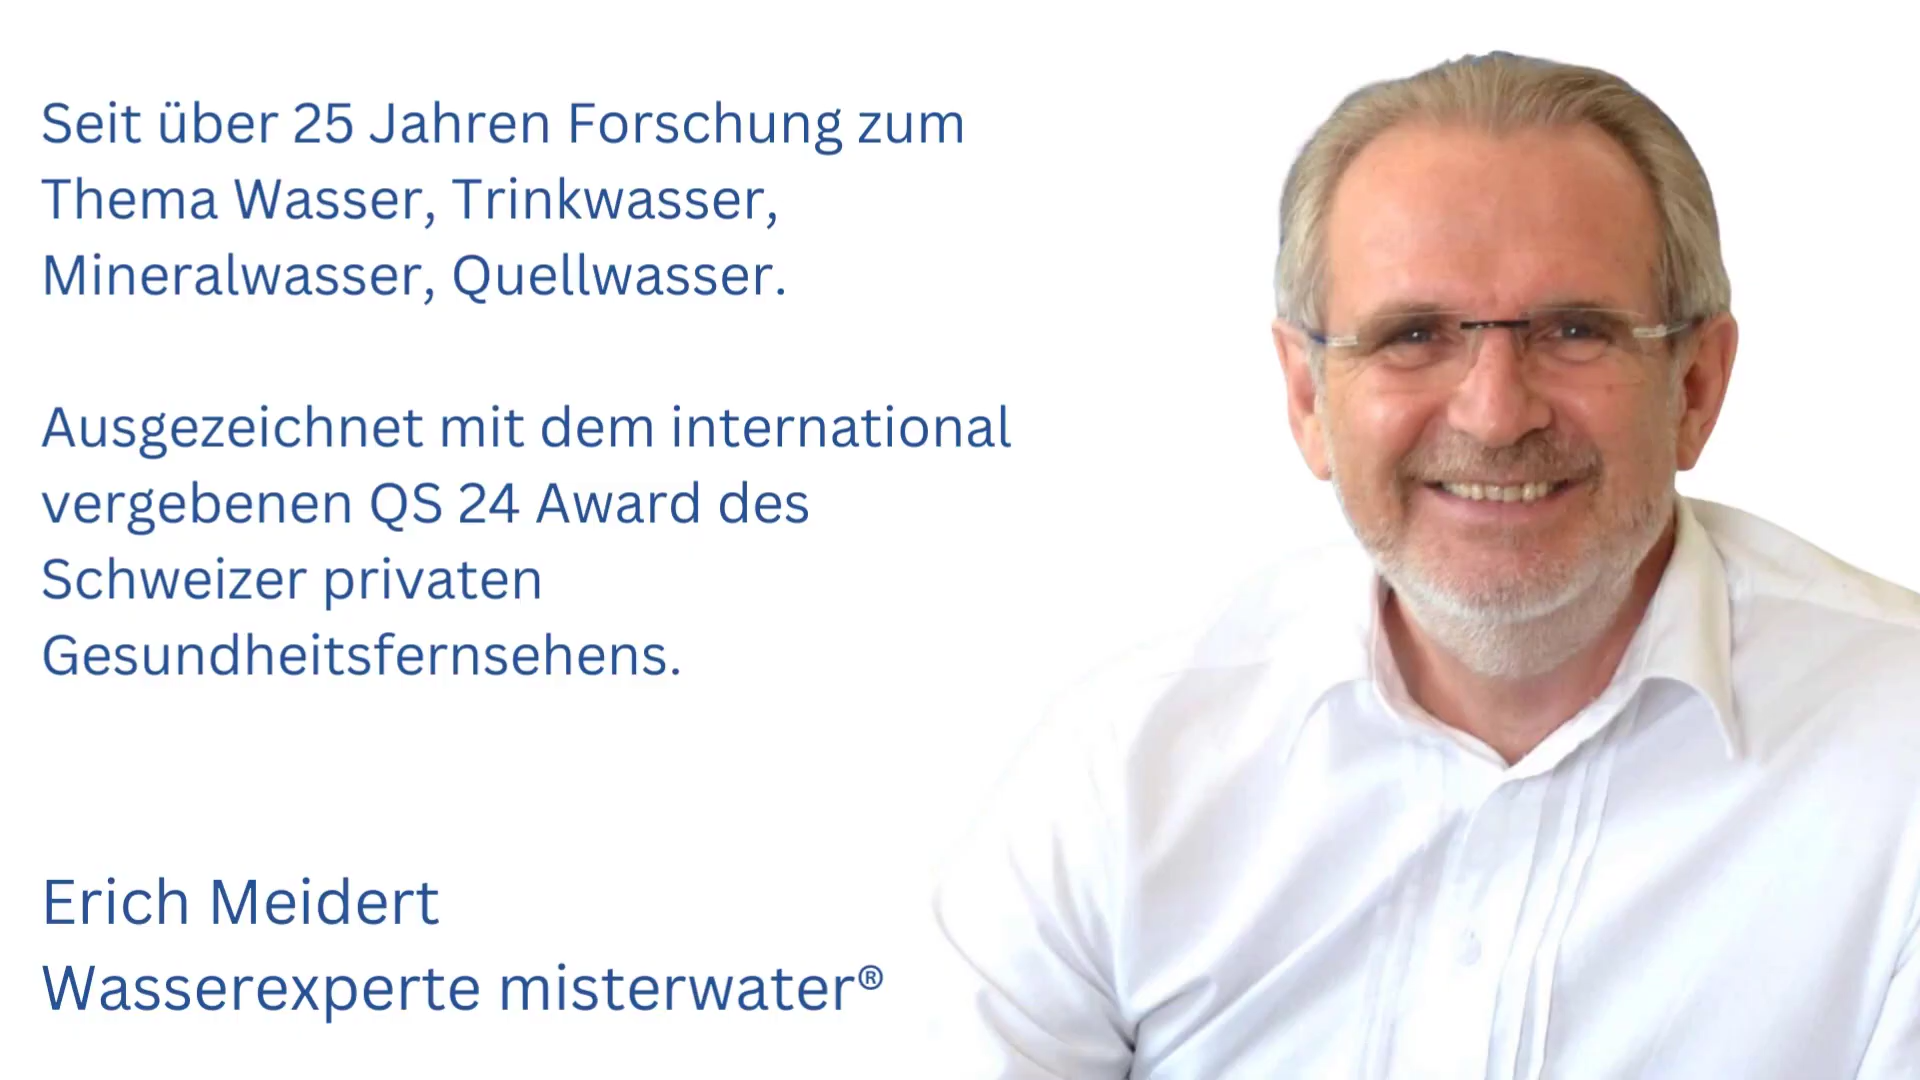 Seit über 25 Jahren Forschung zum
Thema Wasser, Trinkwasser,
Mineralwasser, Quellwasser.
Ausgezeichnet mit dem international
vergebenen QS 24 Award des
Schweizer privaten
Gesundheitsfernsehens.
Erich Meidert
Wasserexperte misterwater®